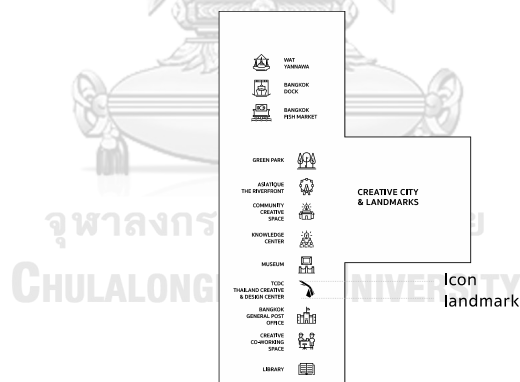 WAT
YANNAWA
BANGKOK
DOCK
BANGKOK
FISH MARKET
GREEN PARK
ASIATIQUE
THE RIVERFRONT
COMMUNITY
CREATIVE
SPACE
KNOWLEDGE
CENTER
MUSEUM
TCDC
THAILAND CREATIVE
& DESIGN CENTER
BANGKOK
GENERAL POST
OFFICE
CREATIVE
CO-WORKING
SPACE
LIBRARY
CREATIVE CITY
& LANDMARKS
Icon
landmark
จุฬาลงกร
ย
CHULALONG
NIVERSITY